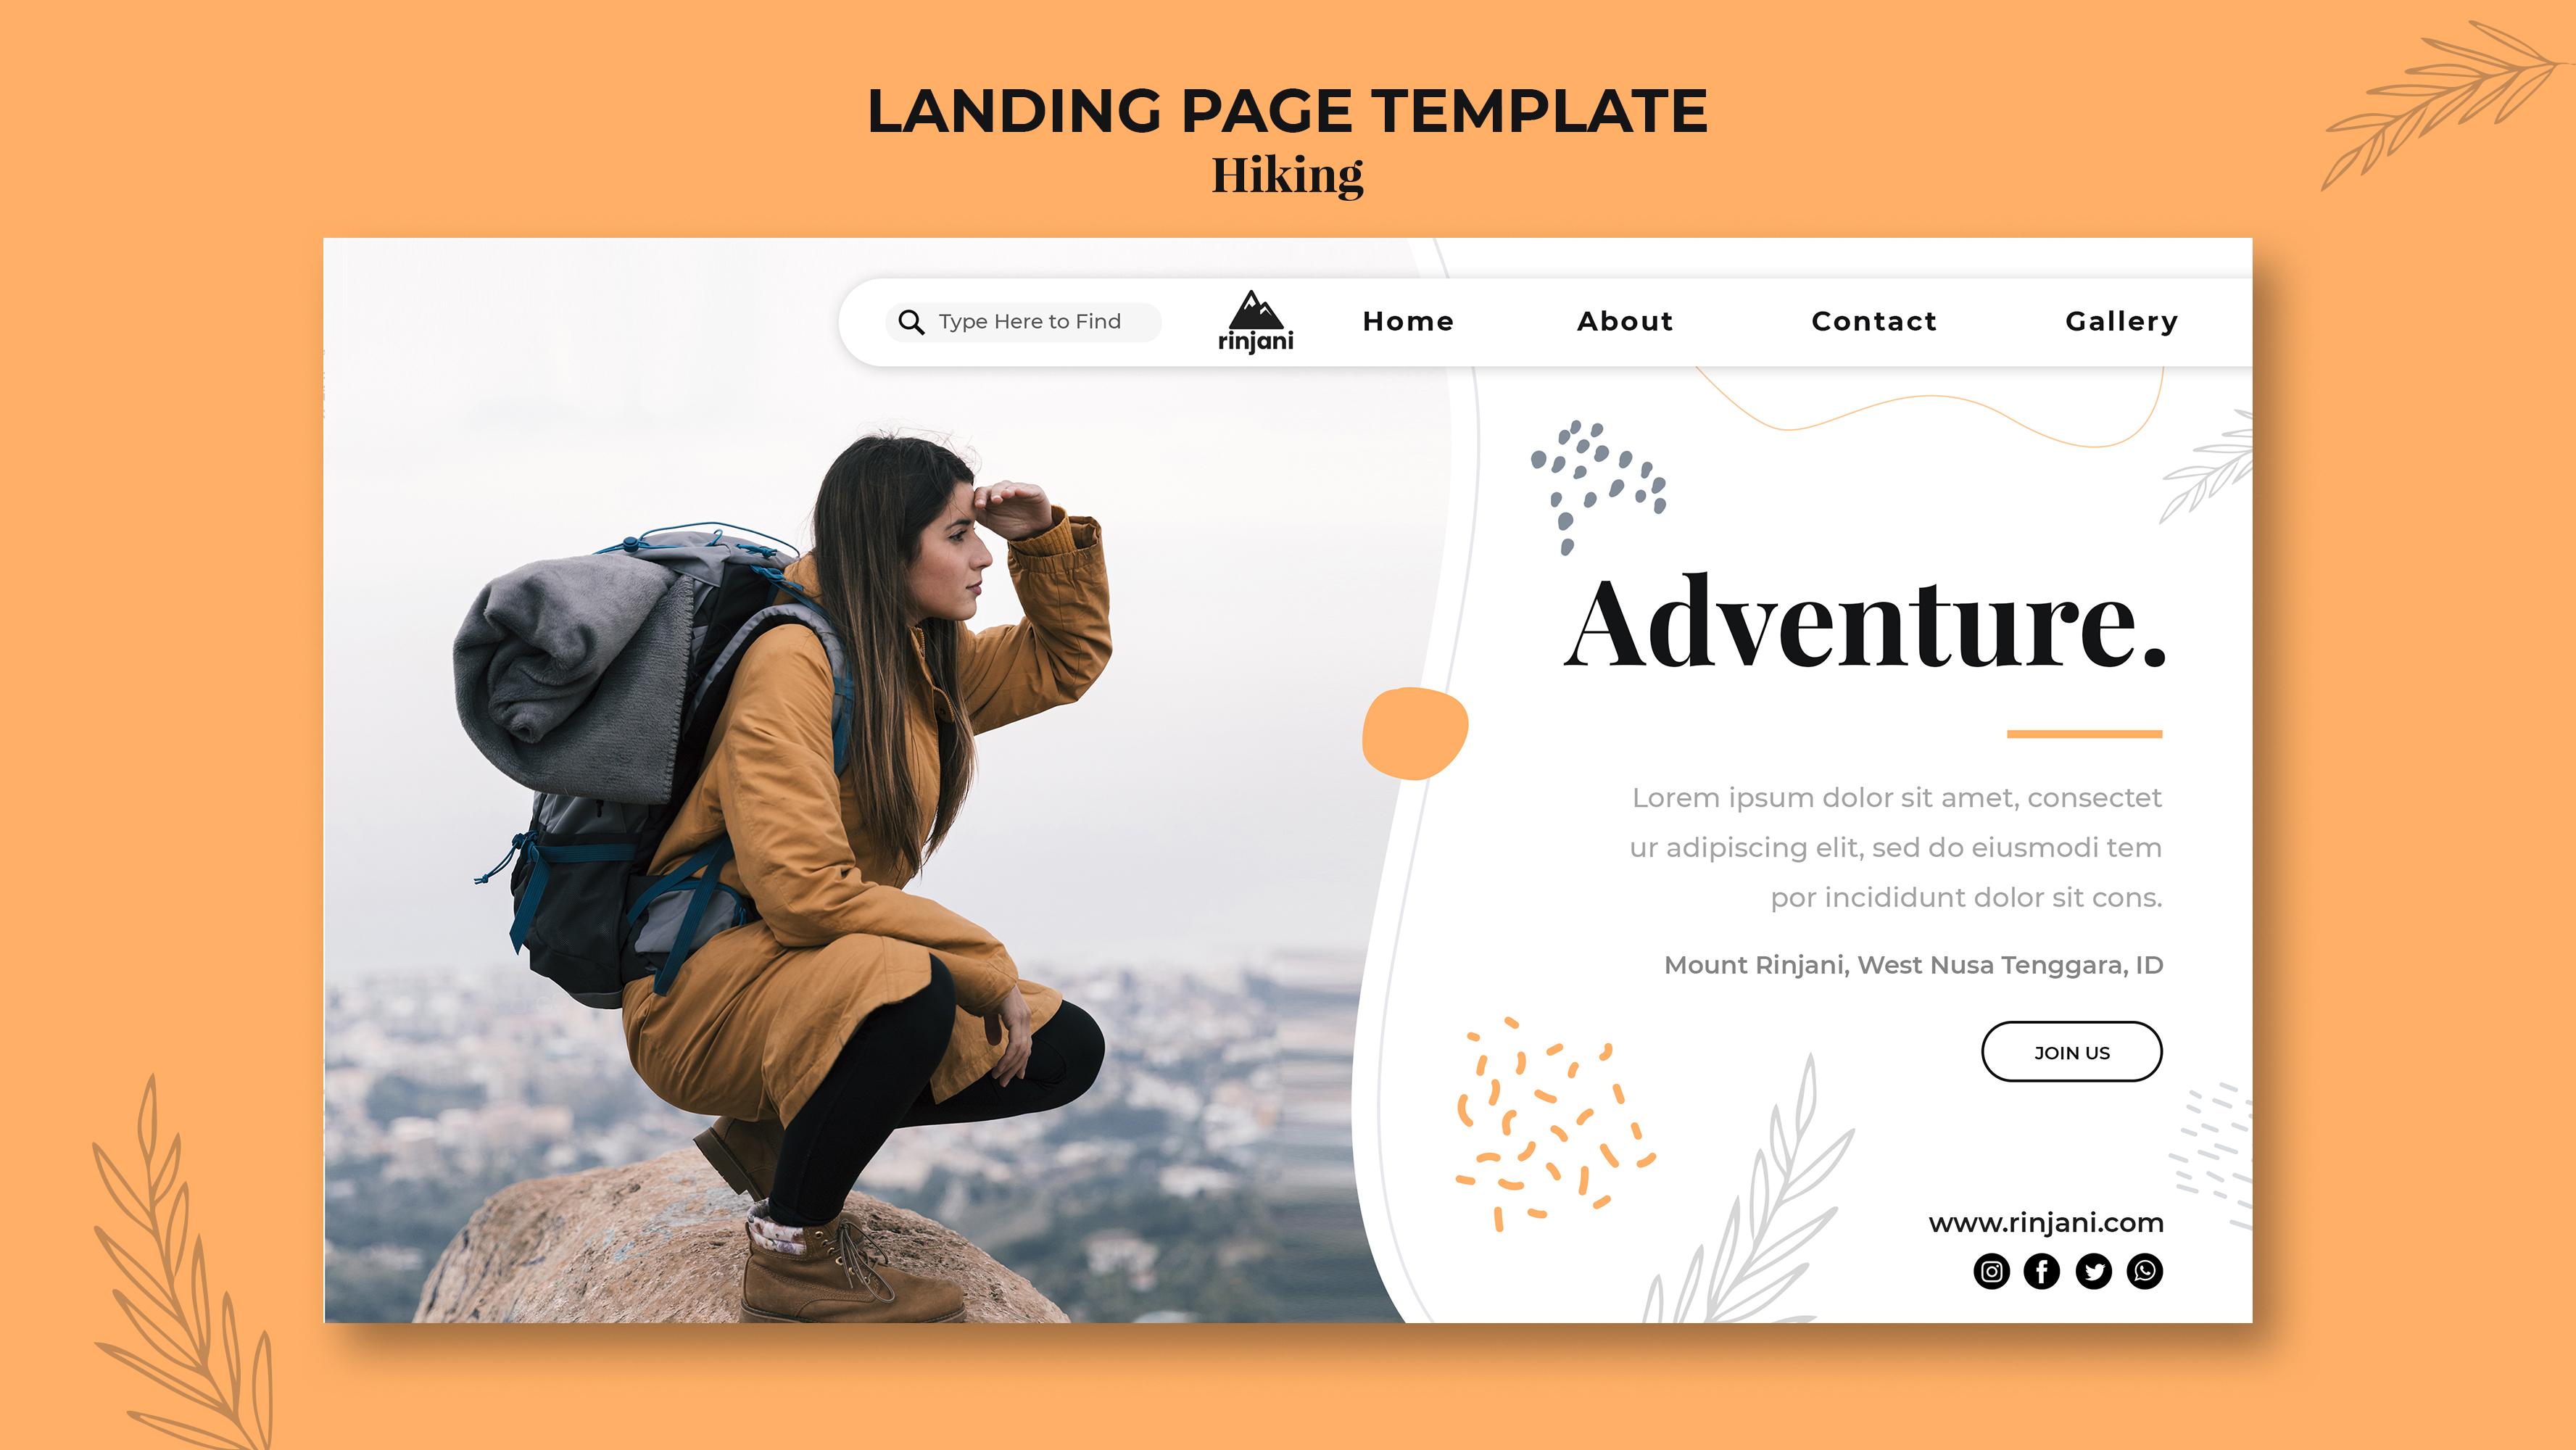 LANDING PAGE TEMPLATE
Hiking
Type Here to Find
rinjani
Home
About
Contact
Gallery
Adventure.
Lorem ipsum dolor sit amet, consectet
ur adipiscing elit, sed do eiusmodi tem
por incididunt dolor sit cons.
Mount Rinjani, West Nusa Tenggara, ID
JOIN US
www.rinjani.com